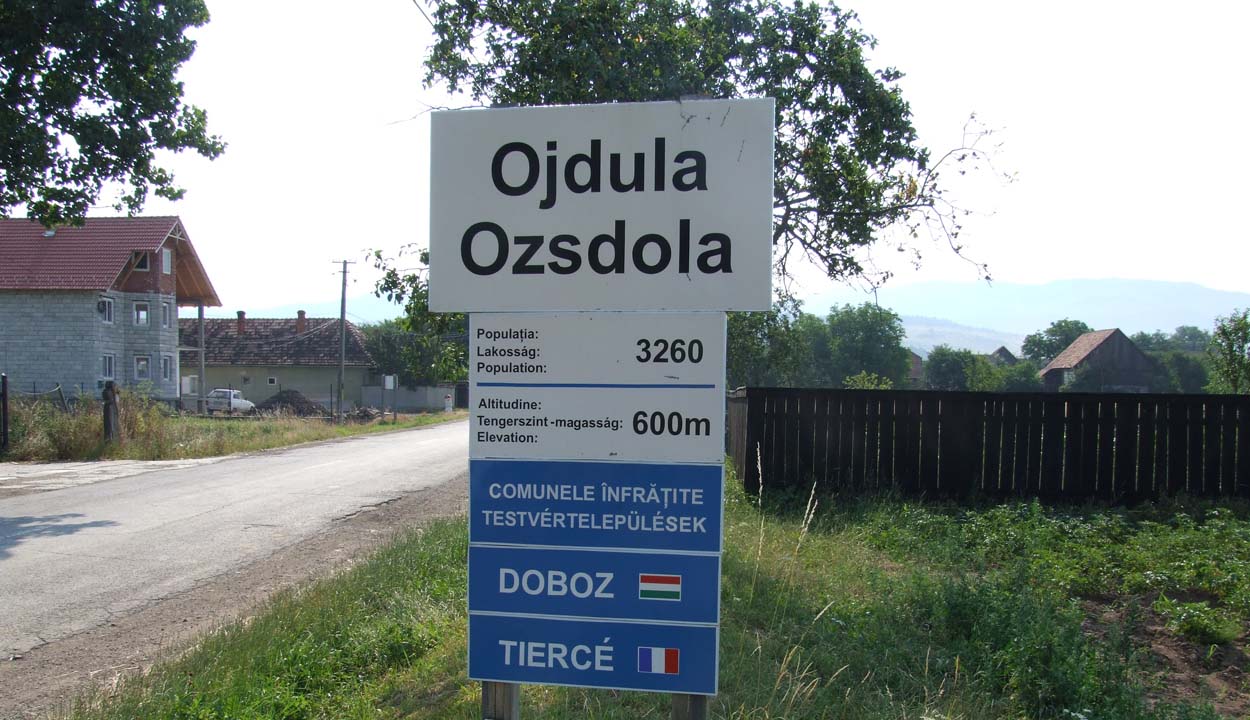 Ojdula
Ozsdola
Populația:
Lakosság:
Population:
3260
Altitudine:
Tengerszint-magasság:
Elevation:
600m
COMUNELE ÎNFRĂȚITE
TESTVÉRTELEPÜLÉSEK
DOBOZ
TIERCÉ